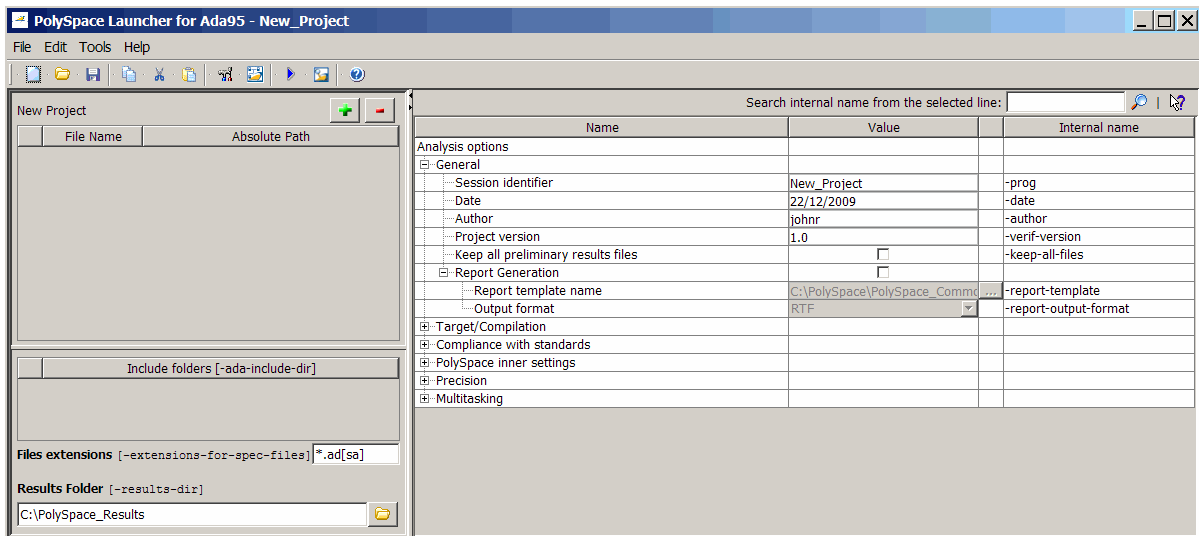 PolySpace Launcher for Ada95 - New_Project
File Edit Tools Help
New Project
File Name Absolute Path
Include folders [-ada-include-dir]
Files extensions [-extensions-for-spec-files] *.ad[sa]
Results Folder [-results-dir]
C:\PolySpace_Results
Search internal name from the selected line:
Name Value Internal name
Analysis options
General
Session identifier New_Project -prog
Date 22/12/2009 -date
Author johnr -author
Project version 1.0 -verif-version
Keep all preliminary results files -keep-all-files
Report Generation
Report template name C:\PolySpace\PolySpace_Commo ... -report-template
Output format RTF -report-output-format
Target/Compilation
Compliance with standards
PolySpace inner settings
Precision
Multitasking